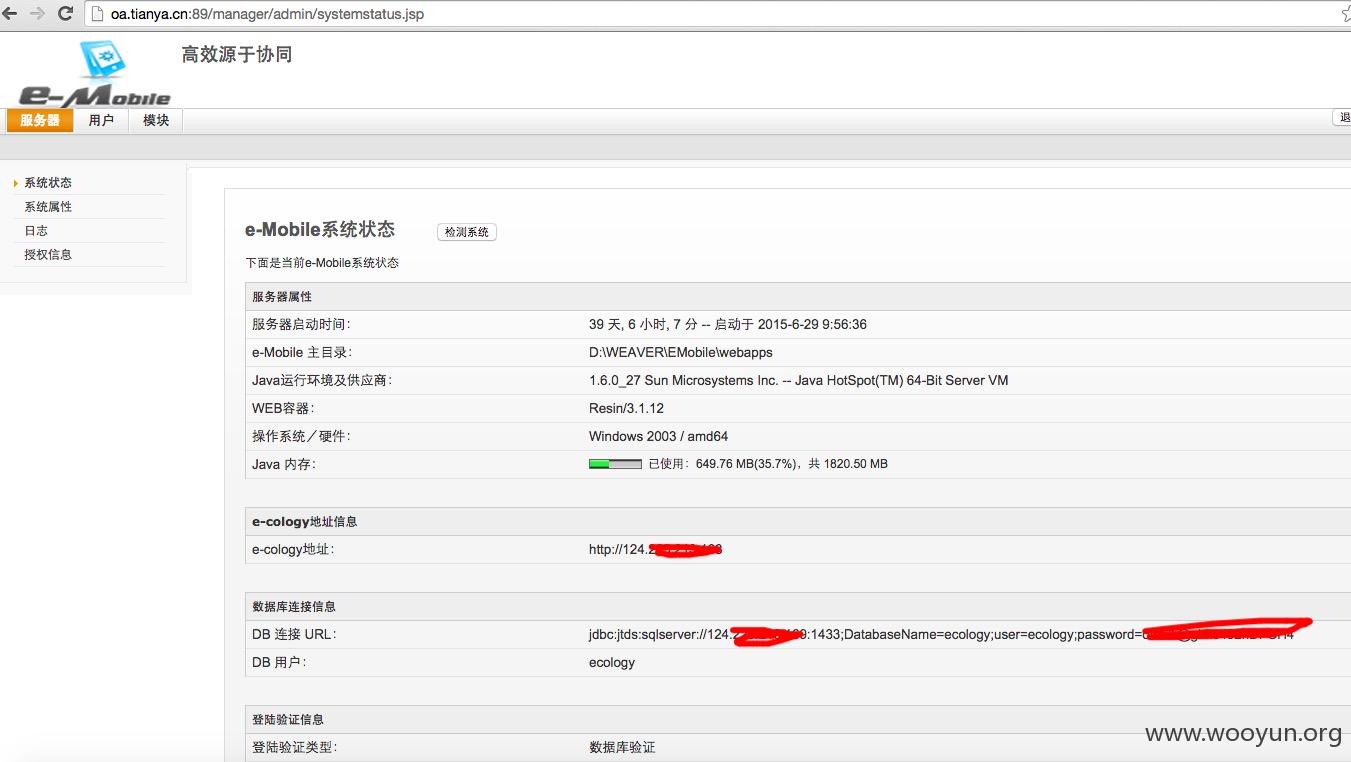 oa.tianya.cn:89/manager/admin/systemstatus.jsp
e-Mobile
高效源于协同
服务器 用户 模块 退
系统状态
系统属性
日志
授权信息
e-Mobile系统状态 检测系统
下面是当前e-Mobile系统状态
服务器属性
服务器启动时间: 39 天, 6 小时, 7 分 -- 启动于 2015-6-29 9:56:36
e-Mobile 主目录: D:\WEAVER\EMobile\webapps
Java运行环境及供应商: 1.6.0_27 Sun Microsystems Inc. -- Java HotSpot(TM) 64-Bit Server VM
WEB容器: Resin/3.1.12
操作系统／硬件: Windows 2003 / amd64
Java 内存: 已使用: 649.76 MB(35.7%), 共 1820.50 MB
e-cology地址信息
e-cology地址: http://124.
数据库连接信息
DB 连接 URL: jdbc:jtds:sqlserver://124. :1433;DatabaseName=ecology;user=ecology;password=
DB 用户: ecology
登陆验证信息
登陆验证类型: 数据库验证
www.wooyun.org